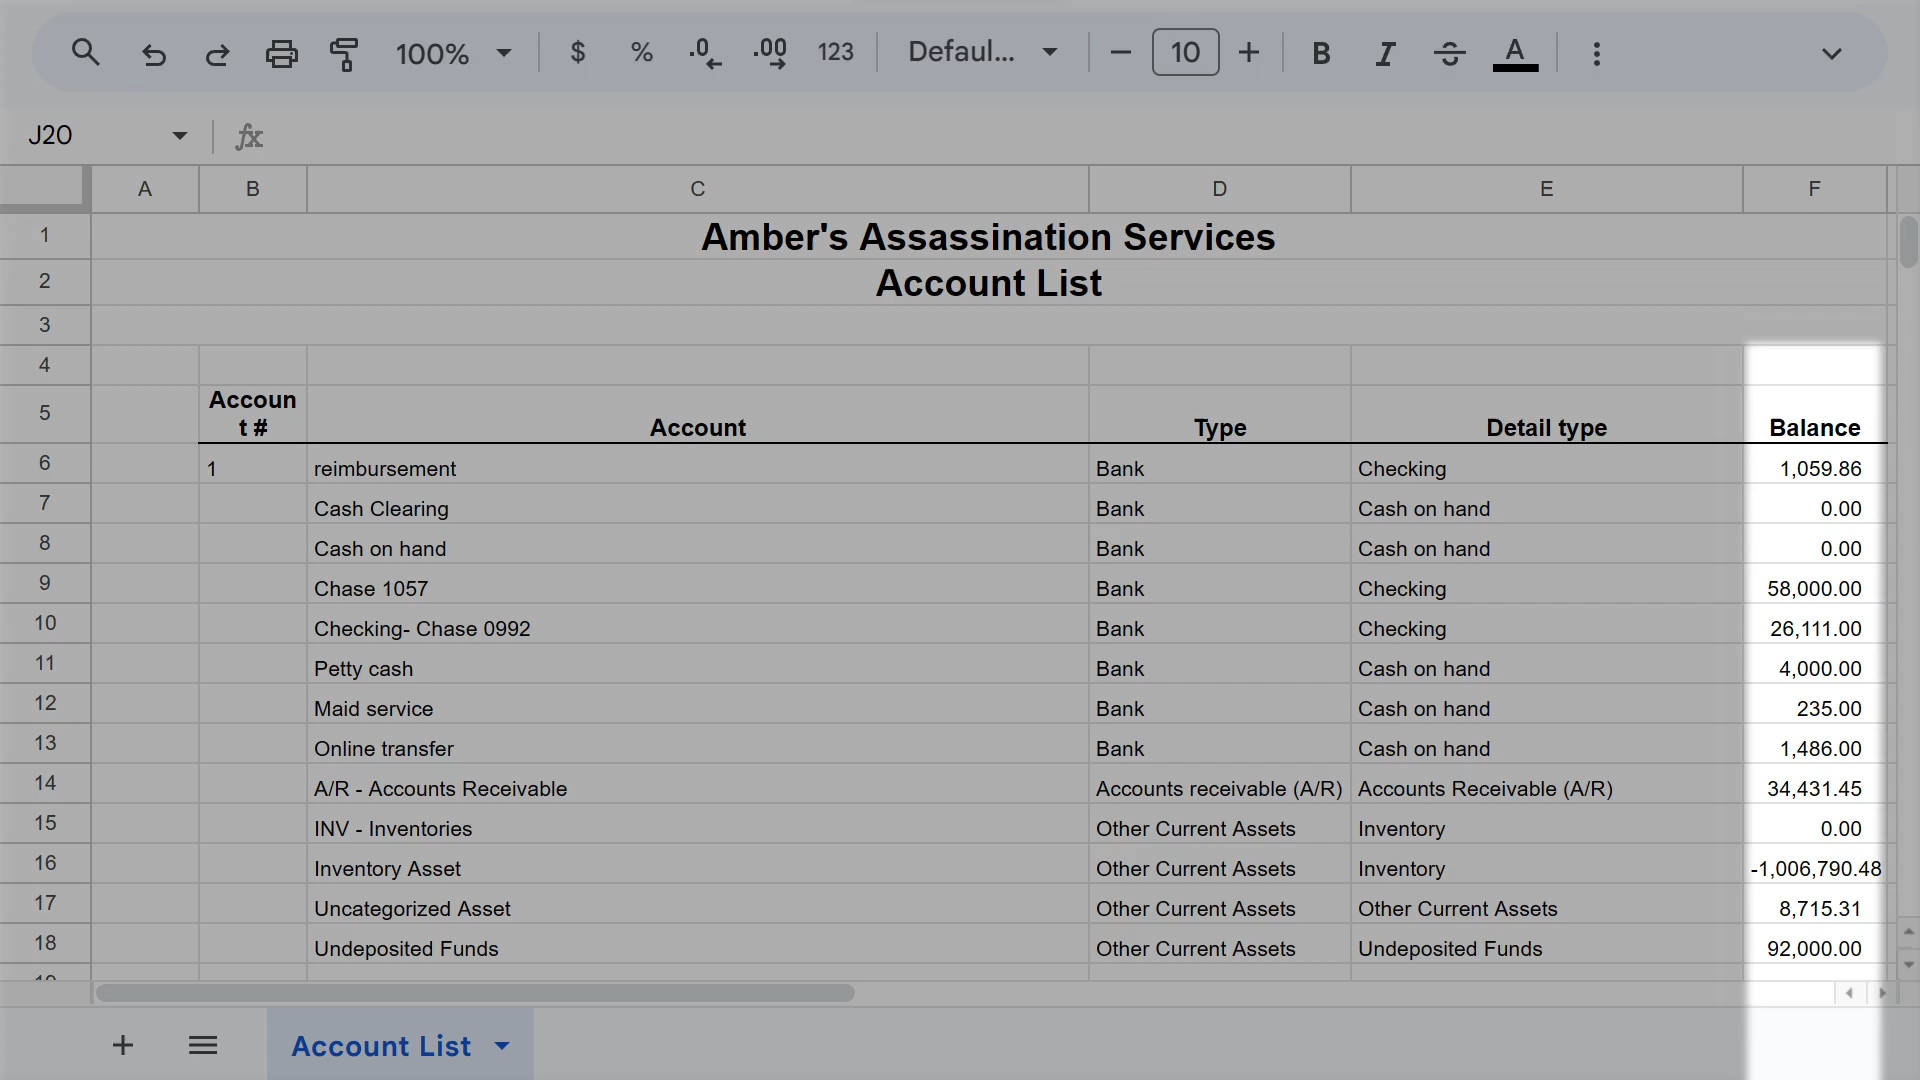 100% $ % .0 .00 123 Defaul... 10 B I S A
J20 fx
A B C D E F
1 Amber's Assassination Services
2 Account List
3
4
5 Account # Account Type Detail type Balance
6 1 reimbursement Bank Checking 1,059.86
7 Cash Clearing Bank Cash on hand 0.00
8 Cash on hand Bank Cash on hand 0.00
9 Chase 1057 Bank Checking 58,000.00
10 Checking- Chase 0992 Bank Checking 26,111.00
11 Petty cash Bank Cash on hand 4,000.00
12 Maid service Bank Cash on hand 235.00
13 Online transfer Bank Cash on hand 1,486.00
14 A/R - Accounts Receivable Accounts receivable (A/R) Accounts Receivable (A/R) 34,431.45
15 INV - Inventories Other Current Assets Inventory 0.00
16 Inventory Asset Other Current Assets Inventory -1,006,790.48
17 Uncategorized Asset Other Current Assets Other Current Assets 8,715.31
18 Undeposited Funds Other Current Assets Undeposited Funds 92,000.00
Account List